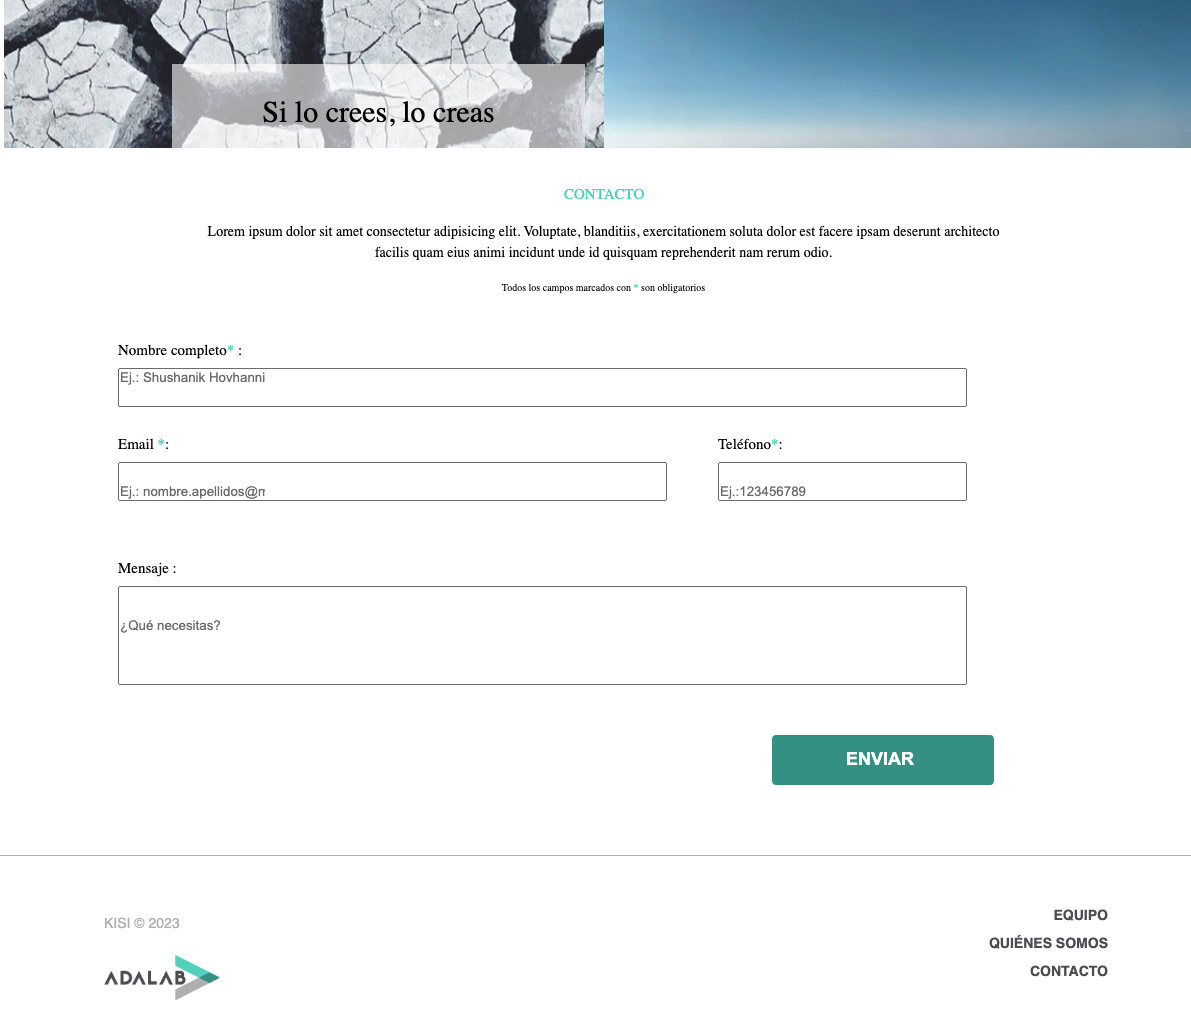 Si lo crees, lo creas
CONTACTO
Lorem ipsum dolor sit amet consectetur adipisicing elit. Voluptate, blanditiis, exercitationem soluta dolor est facere ipsam deserunt architecto
facilis quam eius animi incidunt unde id quisquam reprehenderit nam rerum odio.
Todos los campos marcados con * son obligatorios
Nombre completo* :
Ej.: Shushanik Hovhanni
Email *:
Teléfono*:
Ej.: nombre.apellidos@m
Ej.:123456789
Mensaje :
¿Qué necesitas?
ENVIAR
KISI © 2023
ADALAB
EQUIPO
QUIÉNES SOMOS
CONTACTO